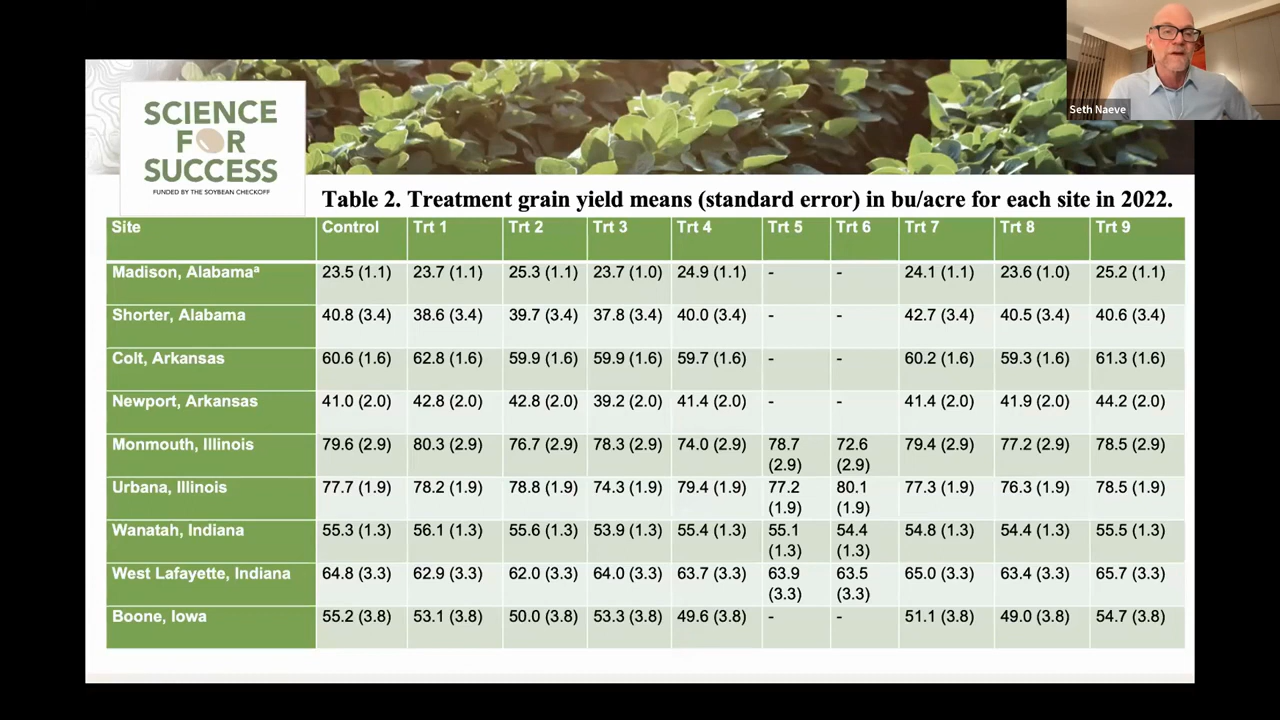 Seth Naeve
SCIENCE
FOR
SUCCESS
FUNDED BY THE SOYBEAN CHECKOFF
Table 2. Treatment grain yield means (standard error) in bu/acre for each site in 2022.
Site Control Trt 1 Trt 2 Trt 3 Trt 4 Trt 5 Trt 6 Trt 7 Trt 8 Trt 9
Madison, Alabamaª 23.5 (1.1) 23.7 (1.1) 25.3 (1.1) 23.7 (1.0) 24.9 (1.1) - - 24.1 (1.1) 23.6 (1.0) 25.2 (1.1)
Shorter, Alabama 40.8 (3.4) 38.6 (3.4) 39.7 (3.4) 37.8 (3.4) 40.0 (3.4) - - 42.7 (3.4) 40.5 (3.4) 40.6 (3.4)
Colt, Arkansas 60.6 (1.6) 62.8 (1.6) 59.9 (1.6) 59.9 (1.6) 59.7 (1.6) - - 60.2 (1.6) 59.3 (1.6) 61.3 (1.6)
Newport, Arkansas 41.0 (2.0) 42.8 (2.0) 42.8 (2.0) 39.2 (2.0) 41.4 (2.0) - - 41.4 (2.0) 41.9 (2.0) 44.2 (2.0)
Monmouth, Illinois 79.6 (2.9) 80.3 (2.9) 76.7 (2.9) 78.3 (2.9) 74.0 (2.9) 78.7 (2.9) 72.6 (2.9) 79.4 (2.9) 77.2 (2.9) 78.5 (2.9)
Urbana, Illinois 77.7 (1.9) 78.2 (1.9) 78.8 (1.9) 74.3 (1.9) 79.4 (1.9) 77.2 (1.9) 80.1 (1.9) 77.3 (1.9) 76.3 (1.9) 78.5 (1.9)
Wanatah, Indiana 55.3 (1.3) 56.1 (1.3) 55.6 (1.3) 53.9 (1.3) 55.4 (1.3) 55.1 (1.3) 54.4 (1.3) 54.8 (1.3) 54.4 (1.3) 55.5 (1.3)
West Lafayette, Indiana 64.8 (3.3) 62.9 (3.3) 62.0 (3.3) 64.0 (3.3) 63.7 (3.3) 63.9 (3.3) 63.5 (3.3) 65.0 (3.3) 63.4 (3.3) 65.7 (3.3)
Boone, Iowa 55.2 (3.8) 53.1 (3.8) 50.0 (3.8) 53.3 (3.8) 49.6 (3.8) - - 51.1 (3.8) 49.0 (3.8) 54.7 (3.8)